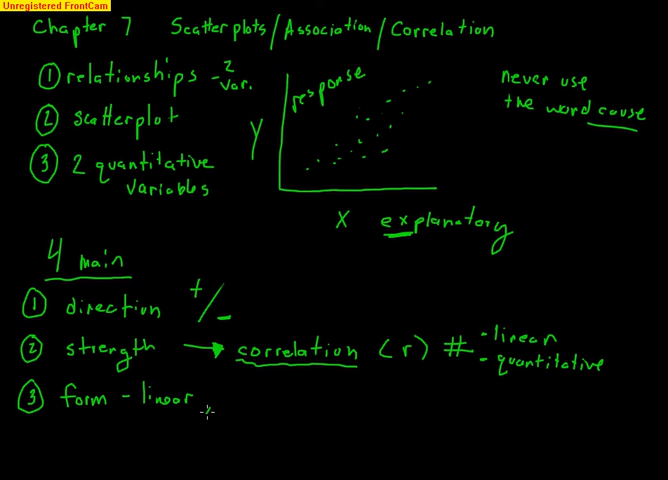 Unregistered FrontCam
Chapter 7 Scatterplots/Association/Correlation
① relationships - 2 var.
② scatterplot
③ 2 quantitative
variables
response
y
x explanatory
never use
the word cause
4 main
① direction +/-
② strength → correlation (r) # - linear
- quantitative
③ form - linear